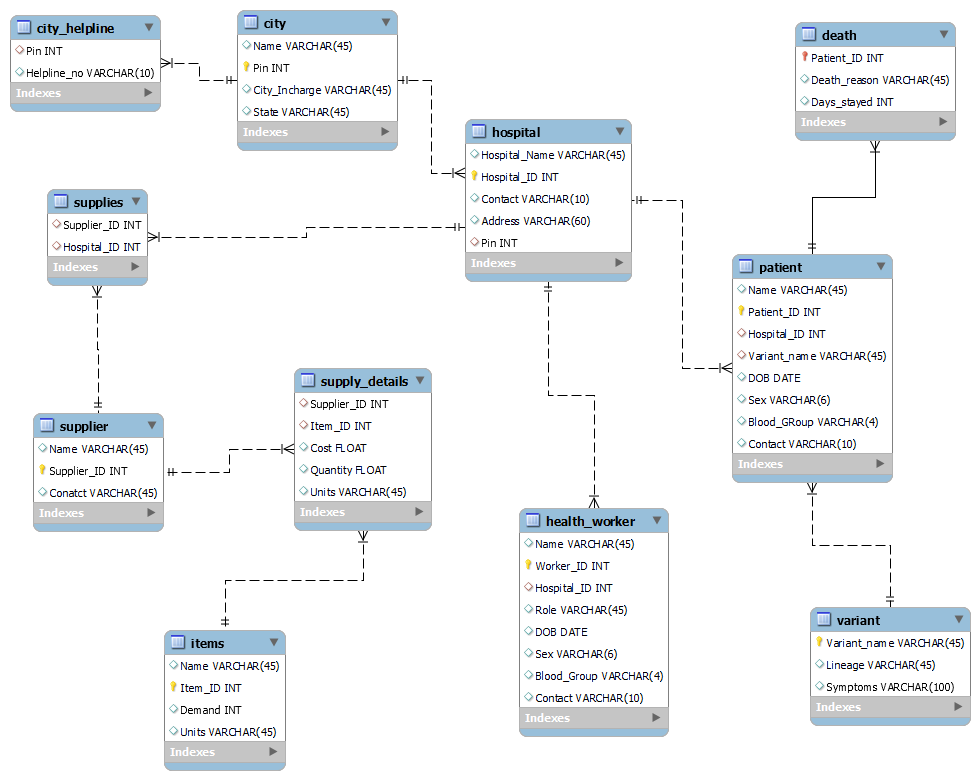 city_helpline
Pin INT
Helpline_no VARCHAR(10)
Indexes
city
Name VARCHAR(45)
Pin INT
City_Incharge VARCHAR(45)
State VARCHAR(45)
Indexes
death
Patient_ID INT
Death_reason VARCHAR(45)
Days_stayed INT
Indexes
hospital
Hospital_Name VARCHAR(45)
Hospital_ID INT
Contact VARCHAR(10)
Address VARCHAR(60)
Pin INT
Indexes
supplies
Supplier_ID INT
Hospital_ID INT
Indexes
patient
Name VARCHAR(45)
Patient_ID INT
Hospital_ID INT
Variant_name VARCHAR(45)
DOB DATE
Sex VARCHAR(6)
Blood_GRoup VARCHAR(4)
Contact VARCHAR(10)
Indexes
supply_details
Supplier_ID INT
Item_ID INT
Cost FLOAT
Quantity FLOAT
Units VARCHAR(45)
Indexes
supplier
Name VARCHAR(45)
Supplier_ID INT
Conatct VARCHAR(45)
Indexes
health_worker
Name VARCHAR(45)
Worker_ID INT
Hospital_ID INT
Role VARCHAR(45)
DOB DATE
Sex VARCHAR(6)
Blood_Group VARCHAR(4)
Contact VARCHAR(10)
Indexes
variant
Variant_name VARCHAR(45)
Lineage VARCHAR(45)
Symptoms VARCHAR(100)
Indexes
items
Name VARCHAR(45)
Item_ID INT
Demand INT
Units VARCHAR(45)
Indexes